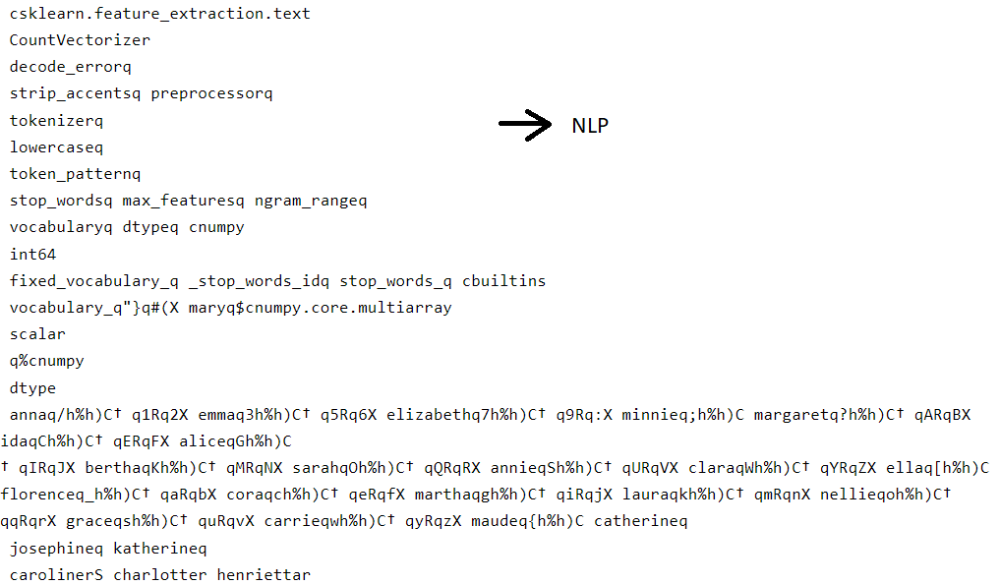 csklearn.feature_extraction.text
CountVectorizer
decode_errorq
strip_accentsq preprocessorq
tokenizerq
NLP
lowercaseq
token_patternq
stop_wordsq max_featuresq ngram_rangeq
vocabularyq dtypeq cnumpy
int64
fixed_vocabulary_q _stop_words_idq stop_words_q cbuiltins
vocabulary_q"}q#(X maryq$cnumpy.core.multiarray
scalar
q%cnumpy
dtype
annaq/h%h)C† q1Rq2X emmaq3h%h)C† q5Rq6X elizabethq7h%h)C† q9Rq:X minnieq;h%h)C margaretq?h%h)C† qARqBX
idaqCh%h)C† qERqFX aliceqGh%h)C
† qIRqJX berthaqKh%h)C† qMRqNX sarahqOh%h)C† qQRqRX annieqSh%h)C† qURqVX claraqWh%h)C† qYRqZX ellaq[h%h)C
florenceq_h%h)C† qaRqbX coraqch%h)C† qeRqfX marthaqgh%h)C† qiRqjX lauraqkh%h)C† qmRqnX nellieqoh%h)C†
qqRqrX graceqsh%h)C† quRqvX carrieqwh%h)C† qyRqzX maudeq{h%h)C catherineq
josephineq katherineq
carolinerS charlotter henriettar